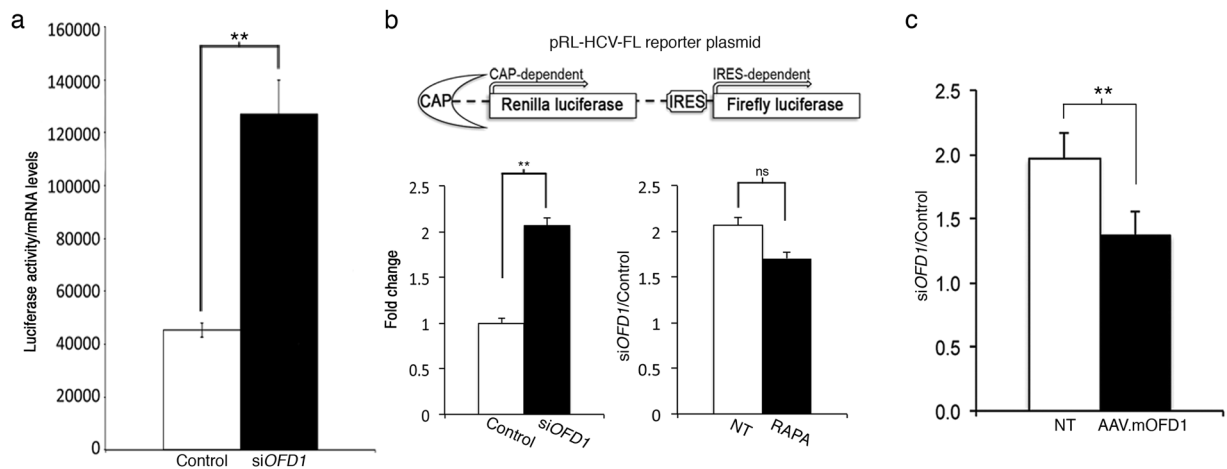 a
Luciferase activity/mRNA levels
160000
140000
120000
100000
80000
60000
40000
20000
0
**
Control
siOFD1
b
pRL-HCV-FL reporter plasmid
CAP
CAP-dependent
Renilla luciferase
IRES
IRES-dependent
Firefly luciferase
Fold change
2.5
2
1.5
1
0.5
0
**
Control
siOFD1
siOFD1/Control
2.5
2
1.5
1
0.5
0
ns
NT
RAPA
c
siOFD1/Control
2.5
2.0
1.5
1.0
0.5
0.0
**
NT
AAV.mOFD1